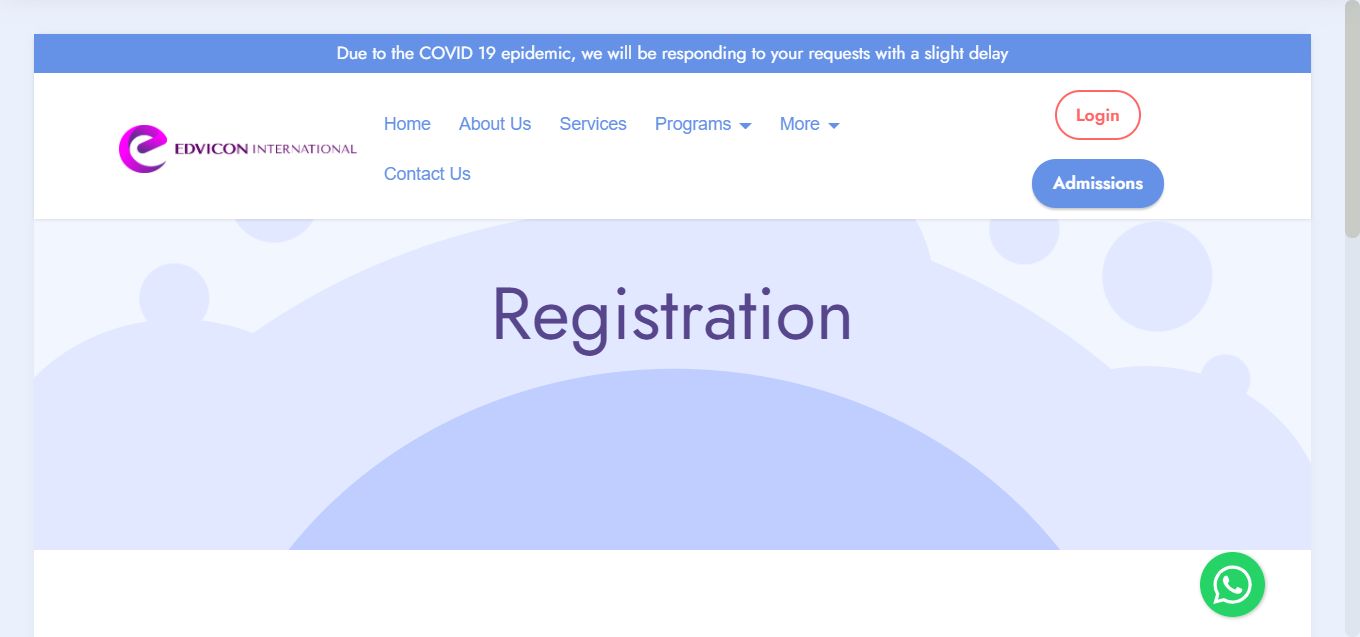 Due to the COVID 19 epidemic, we will be responding to your requests with a slight delay
EDVICON INTERNATIONAL
Home About Us Services Programs More
Contact Us
Login
Admissions
Registration